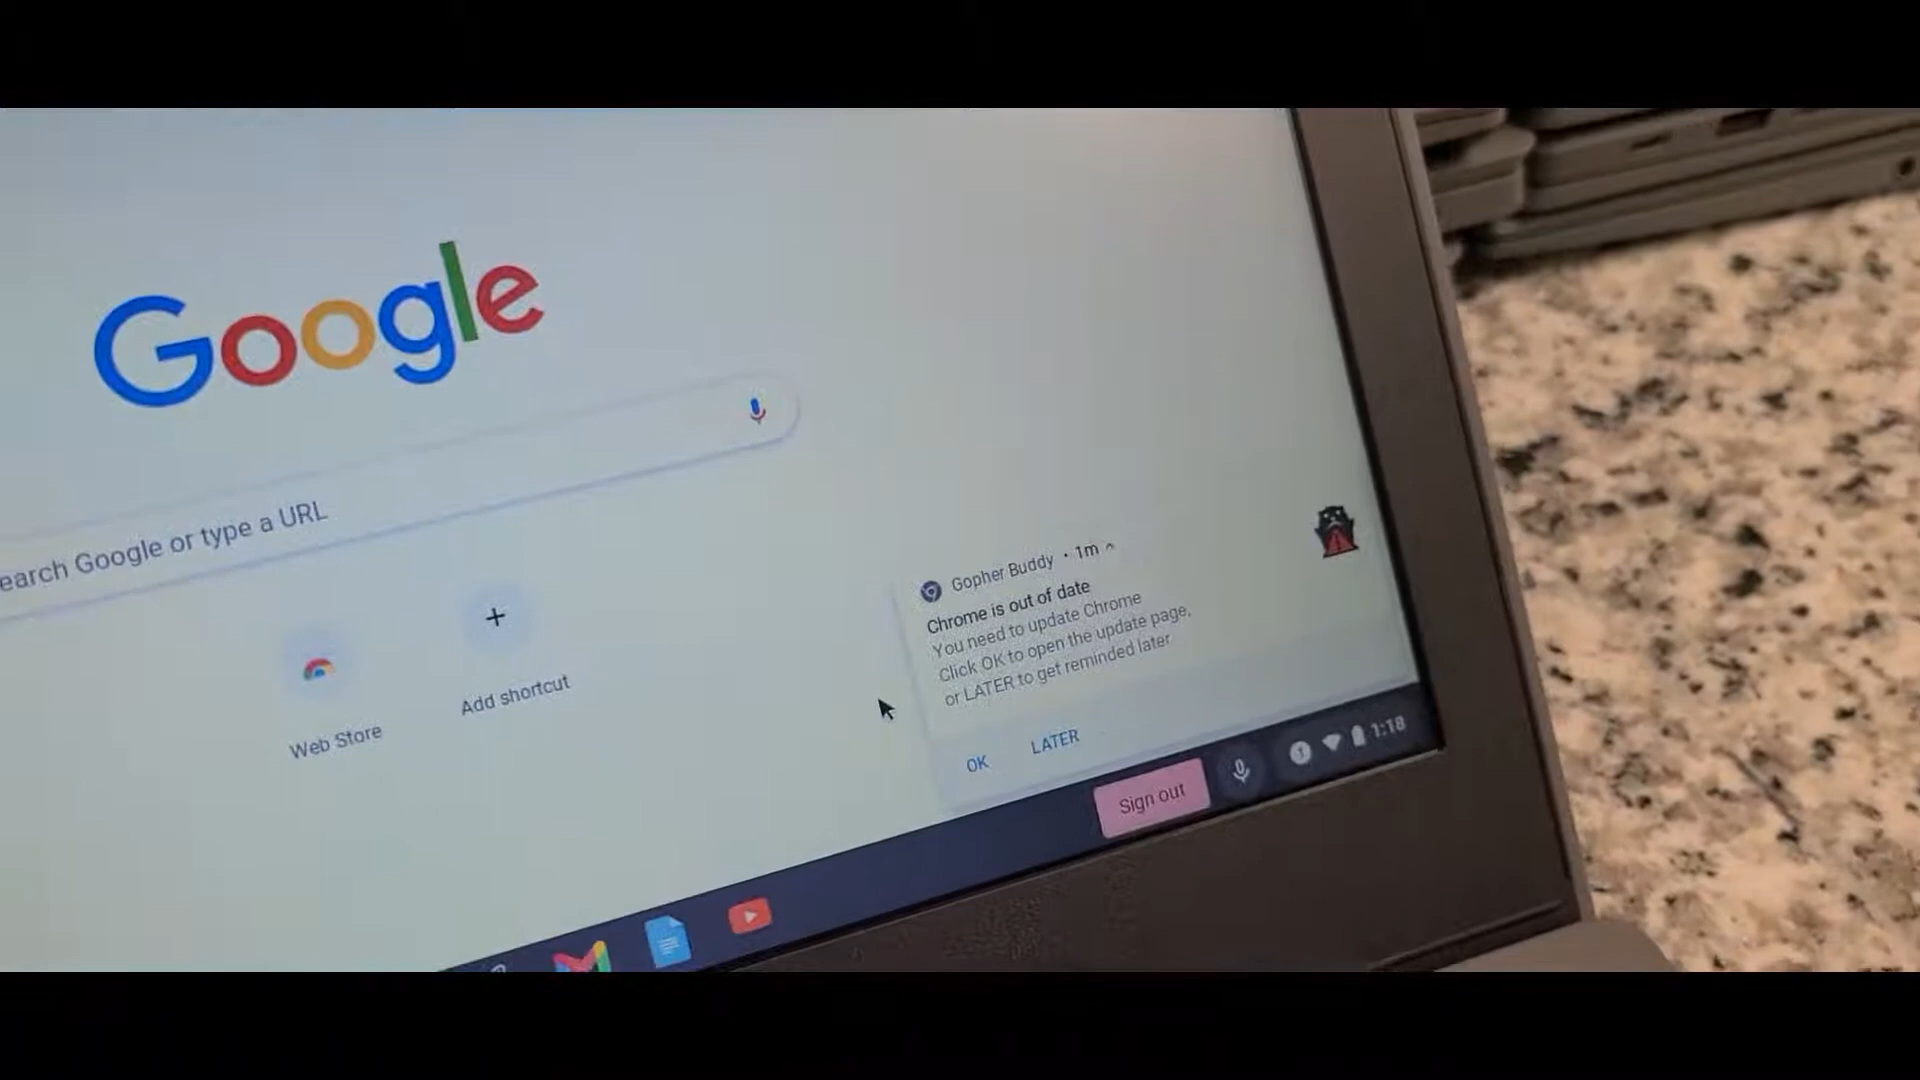 Google
earch Google or type a URL
Web Store
Add shortcut
Gopher Buddy • 1m
Chrome is out of date
You need to update Chrome
Click OK to open the update page,
or LATER to get reminded later
OK
LATER
Sign out
1:18